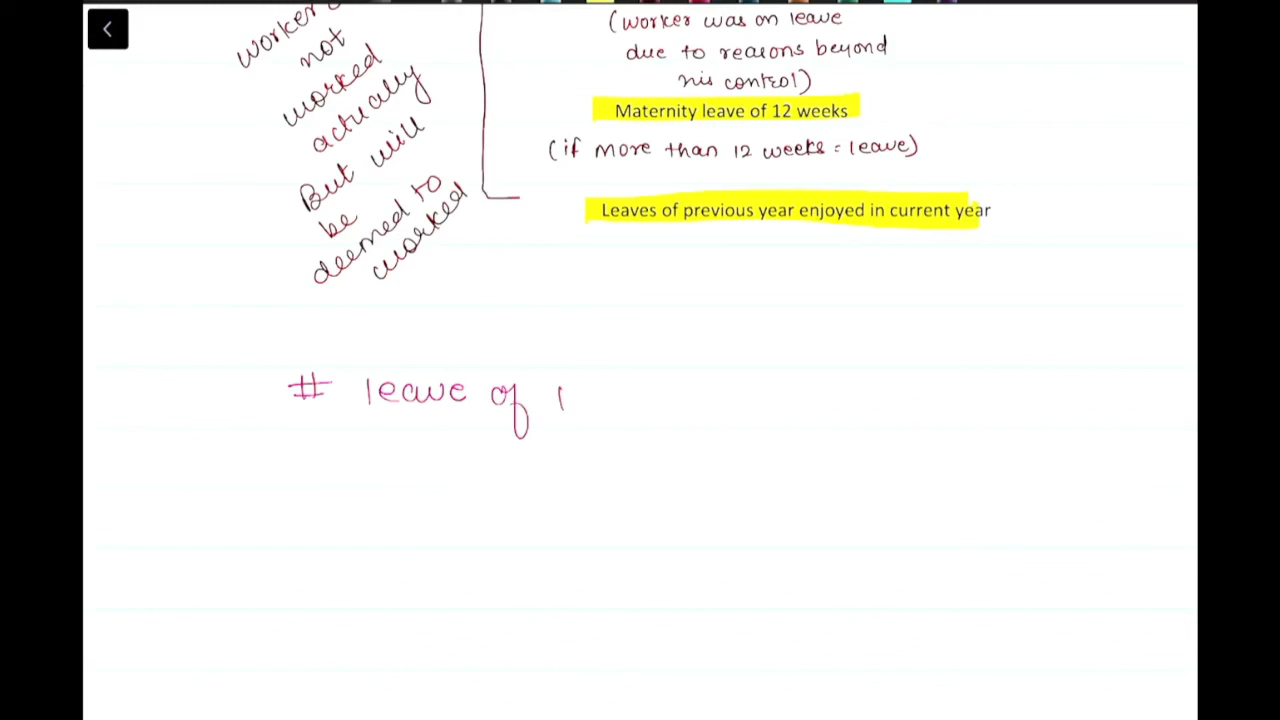 worker
not
worked
actually
But will
be
deemed to
worked
(worker was on leave
due to reasons beyond
his control)
Maternity leave of 12 weeks
(if more than 12 weeks = leave)
Leaves of previous year enjoyed in current year
# leave of